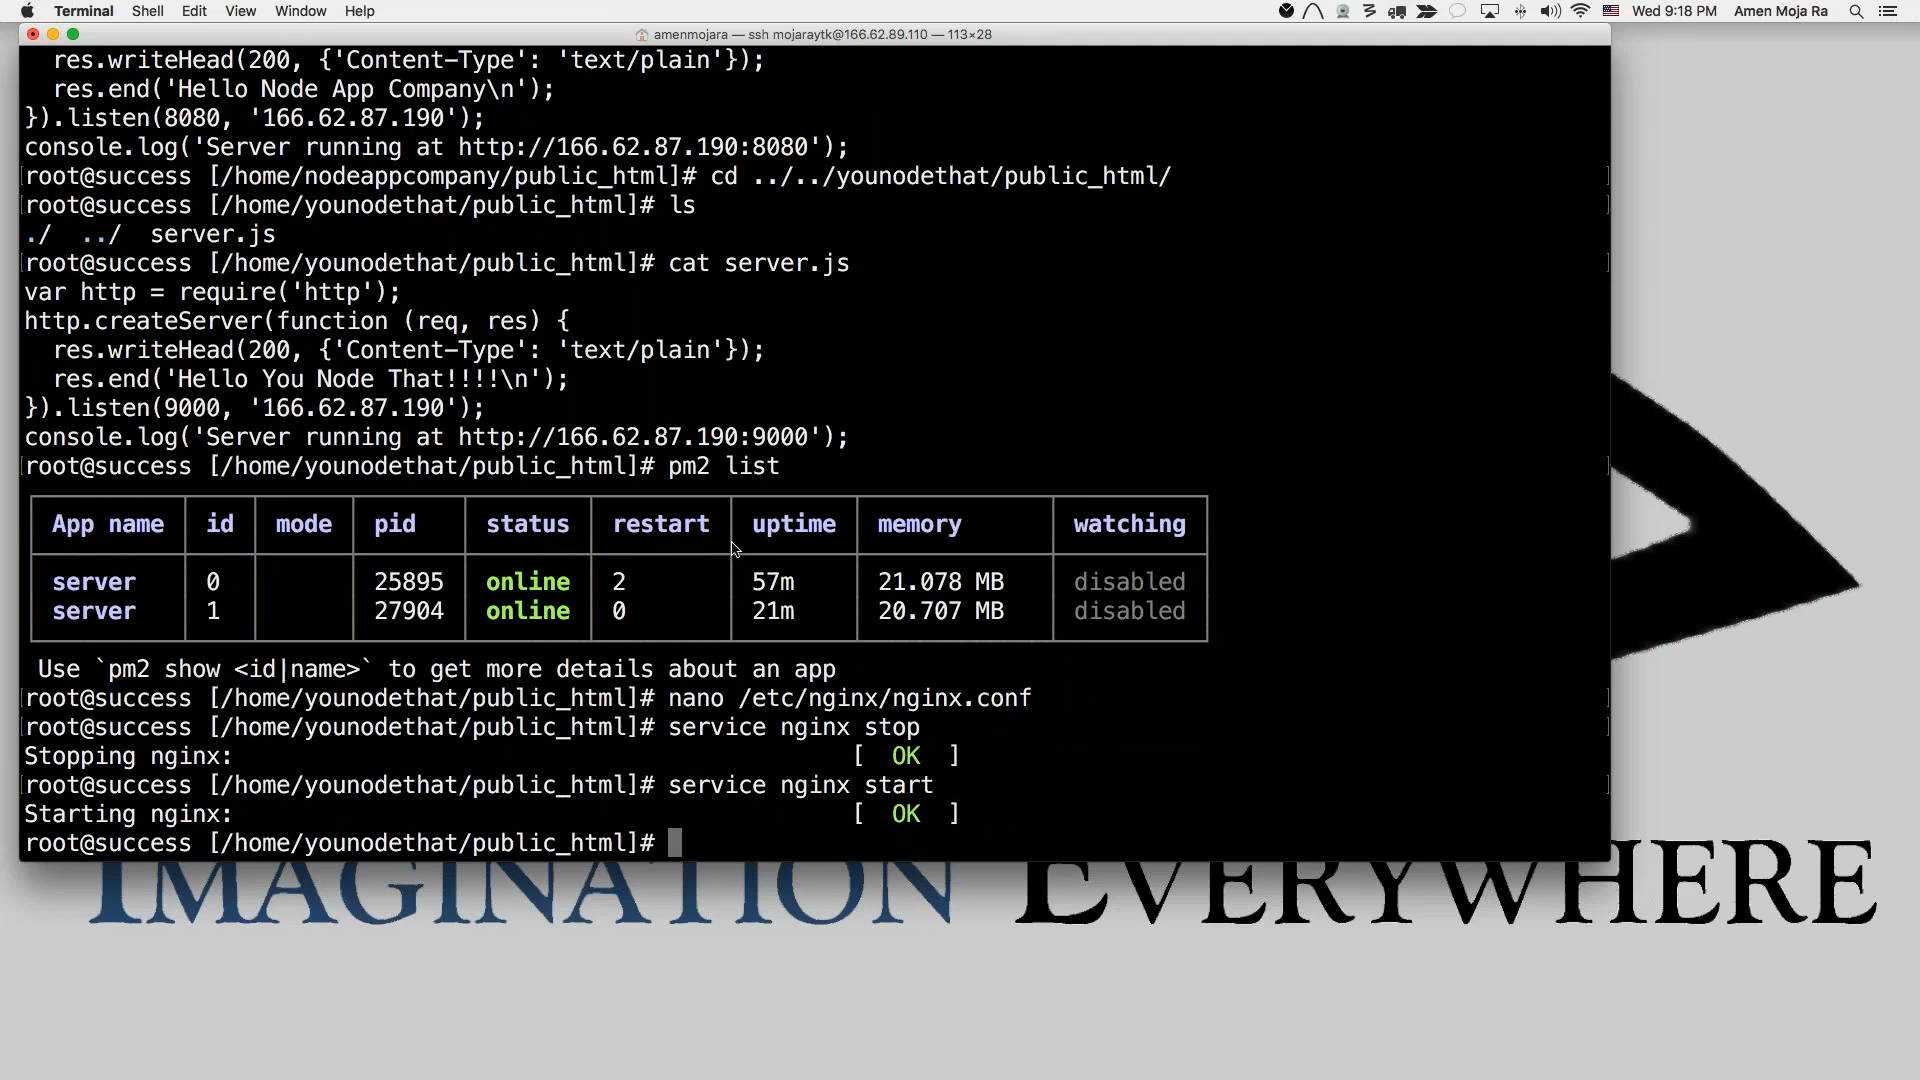 Terminal Shell Edit View Window Help Wed 9:18 PM Amen Moja Ra
amenmojara — ssh mojaraytk@166.62.89.110 — 113×28
res.writeHead(200, {'Content-Type': 'text/plain'});
res.end('Hello Node App Company\n');
}).listen(8080, '166.62.87.190');
console.log('Server running at http://166.62.87.190:8080');
[root@success [/home/nodeappcompany/public_html]# cd ../../younodethat/public_html/ ]
[root@success [/home/younodethat/public_html]# ls ]
./ ../ server.js
[root@success [/home/younodethat/public_html]# cat server.js ]
var http = require('http');
http.createServer(function (req, res) {
res.writeHead(200, {'Content-Type': 'text/plain'});
res.end('Hello You Node That!!!!\n');
}).listen(9000, '166.62.87.190');
console.log('Server running at http://166.62.87.190:9000');
[root@success [/home/younodethat/public_html]# pm2 list ]
App name id mode pid status restart uptime memory watching
server 0 25895 online 2 57m 21.078 MB disabled
server 1 27904 online 0 21m 20.707 MB disabled
Use `pm2 show <id|name>` to get more details about an app
[root@success [/home/younodethat/public_html]# nano /etc/nginx/nginx.conf ]
[root@success [/home/younodethat/public_html]# service nginx stop ]
Stopping nginx: [ OK ]
[root@success [/home/younodethat/public_html]# service nginx start ]
Starting nginx: [ OK ]
root@success [/home/younodethat/public_html]#
IMAGINATION EVERYWHERE